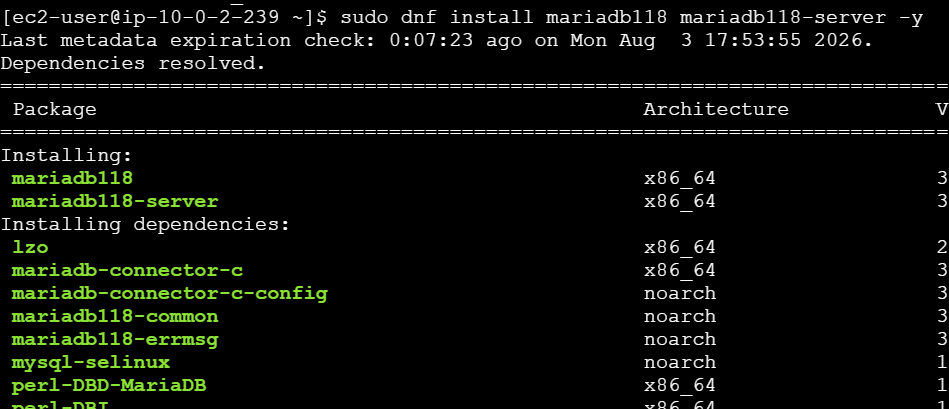 [ec2-user@ip-10-0-2-239 ~]$ sudo dnf install mariadb118 mariadb118-server -y
Last metadata expiration check: 0:07:23 ago on Mon Aug  3 17:53:55 2026.
Dependencies resolved.
================================================================================
 Package                                             Architecture            V
================================================================================
Installing:
 mariadb118                                          x86_64                  3
 mariadb118-server                                   x86_64                  3
Installing dependencies:
 lzo                                                 x86_64                  2
 mariadb-connector-c                                 x86_64                  3
 mariadb-connector-c-config                          noarch                  3
 mariadb118-common                                   noarch                  3
 mariadb118-errmsg                                   noarch                  3
 mysql-selinux                                       noarch                  1
 perl-DBD-MariaDB                                    x86_64                  1
 perl-DBI                                            x86_64                  1